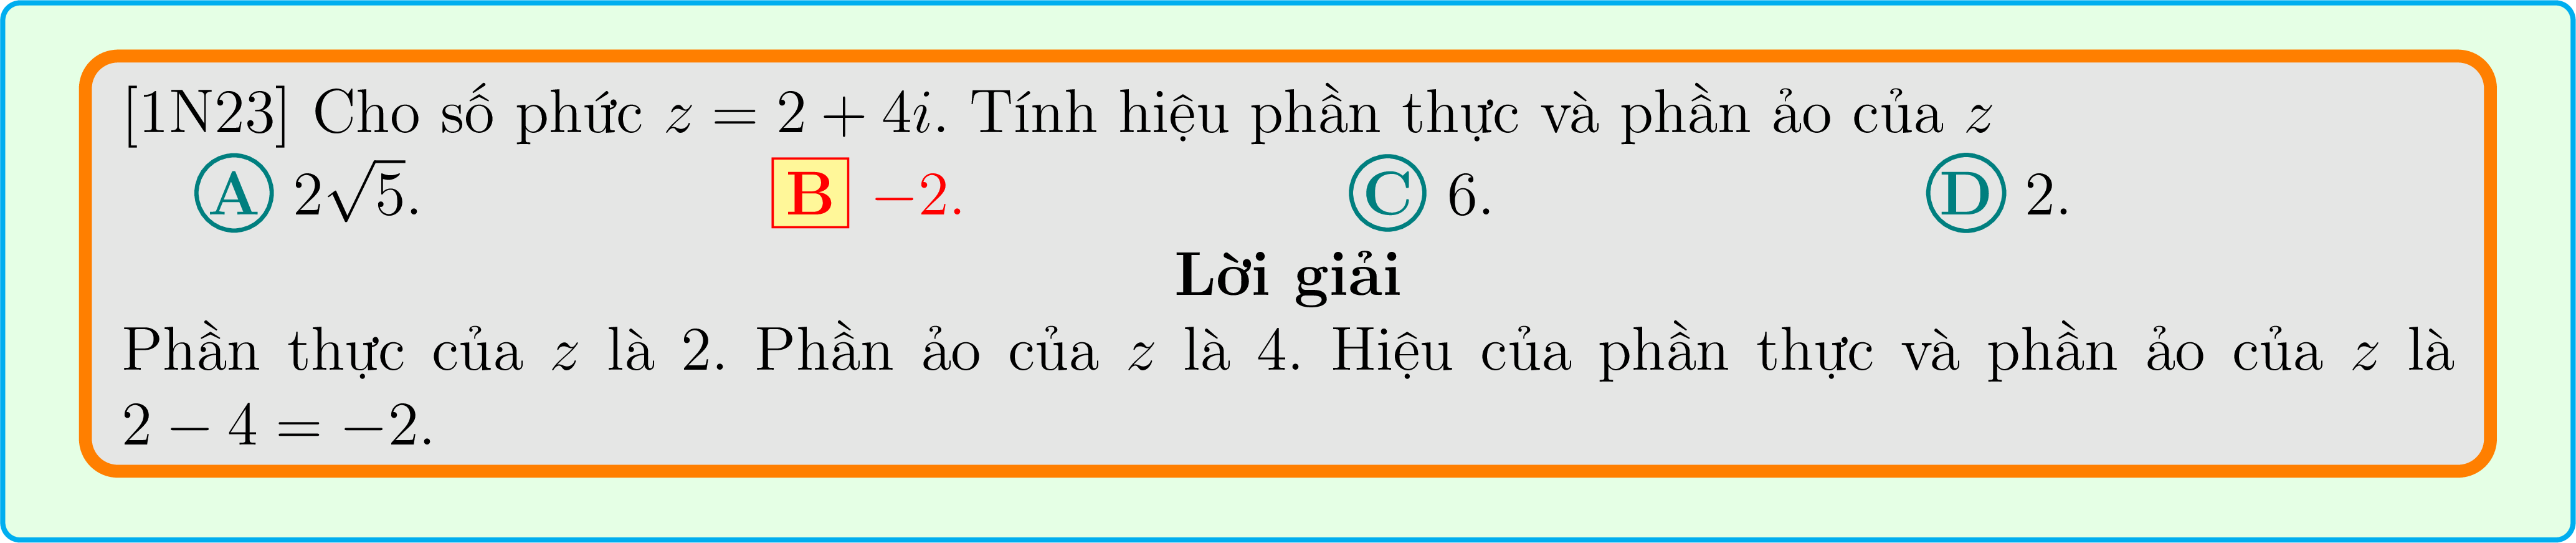 [1N23] Cho số phức z = 2 + 4i. Tính hiệu phần thực và phần ảo của z
A 2√5. B −2. C 6. D 2.
Lời giải
Phần thực của z là 2. Phần ảo của z là 4. Hiệu của phần thực và phần ảo của z là
2 − 4 = −2.